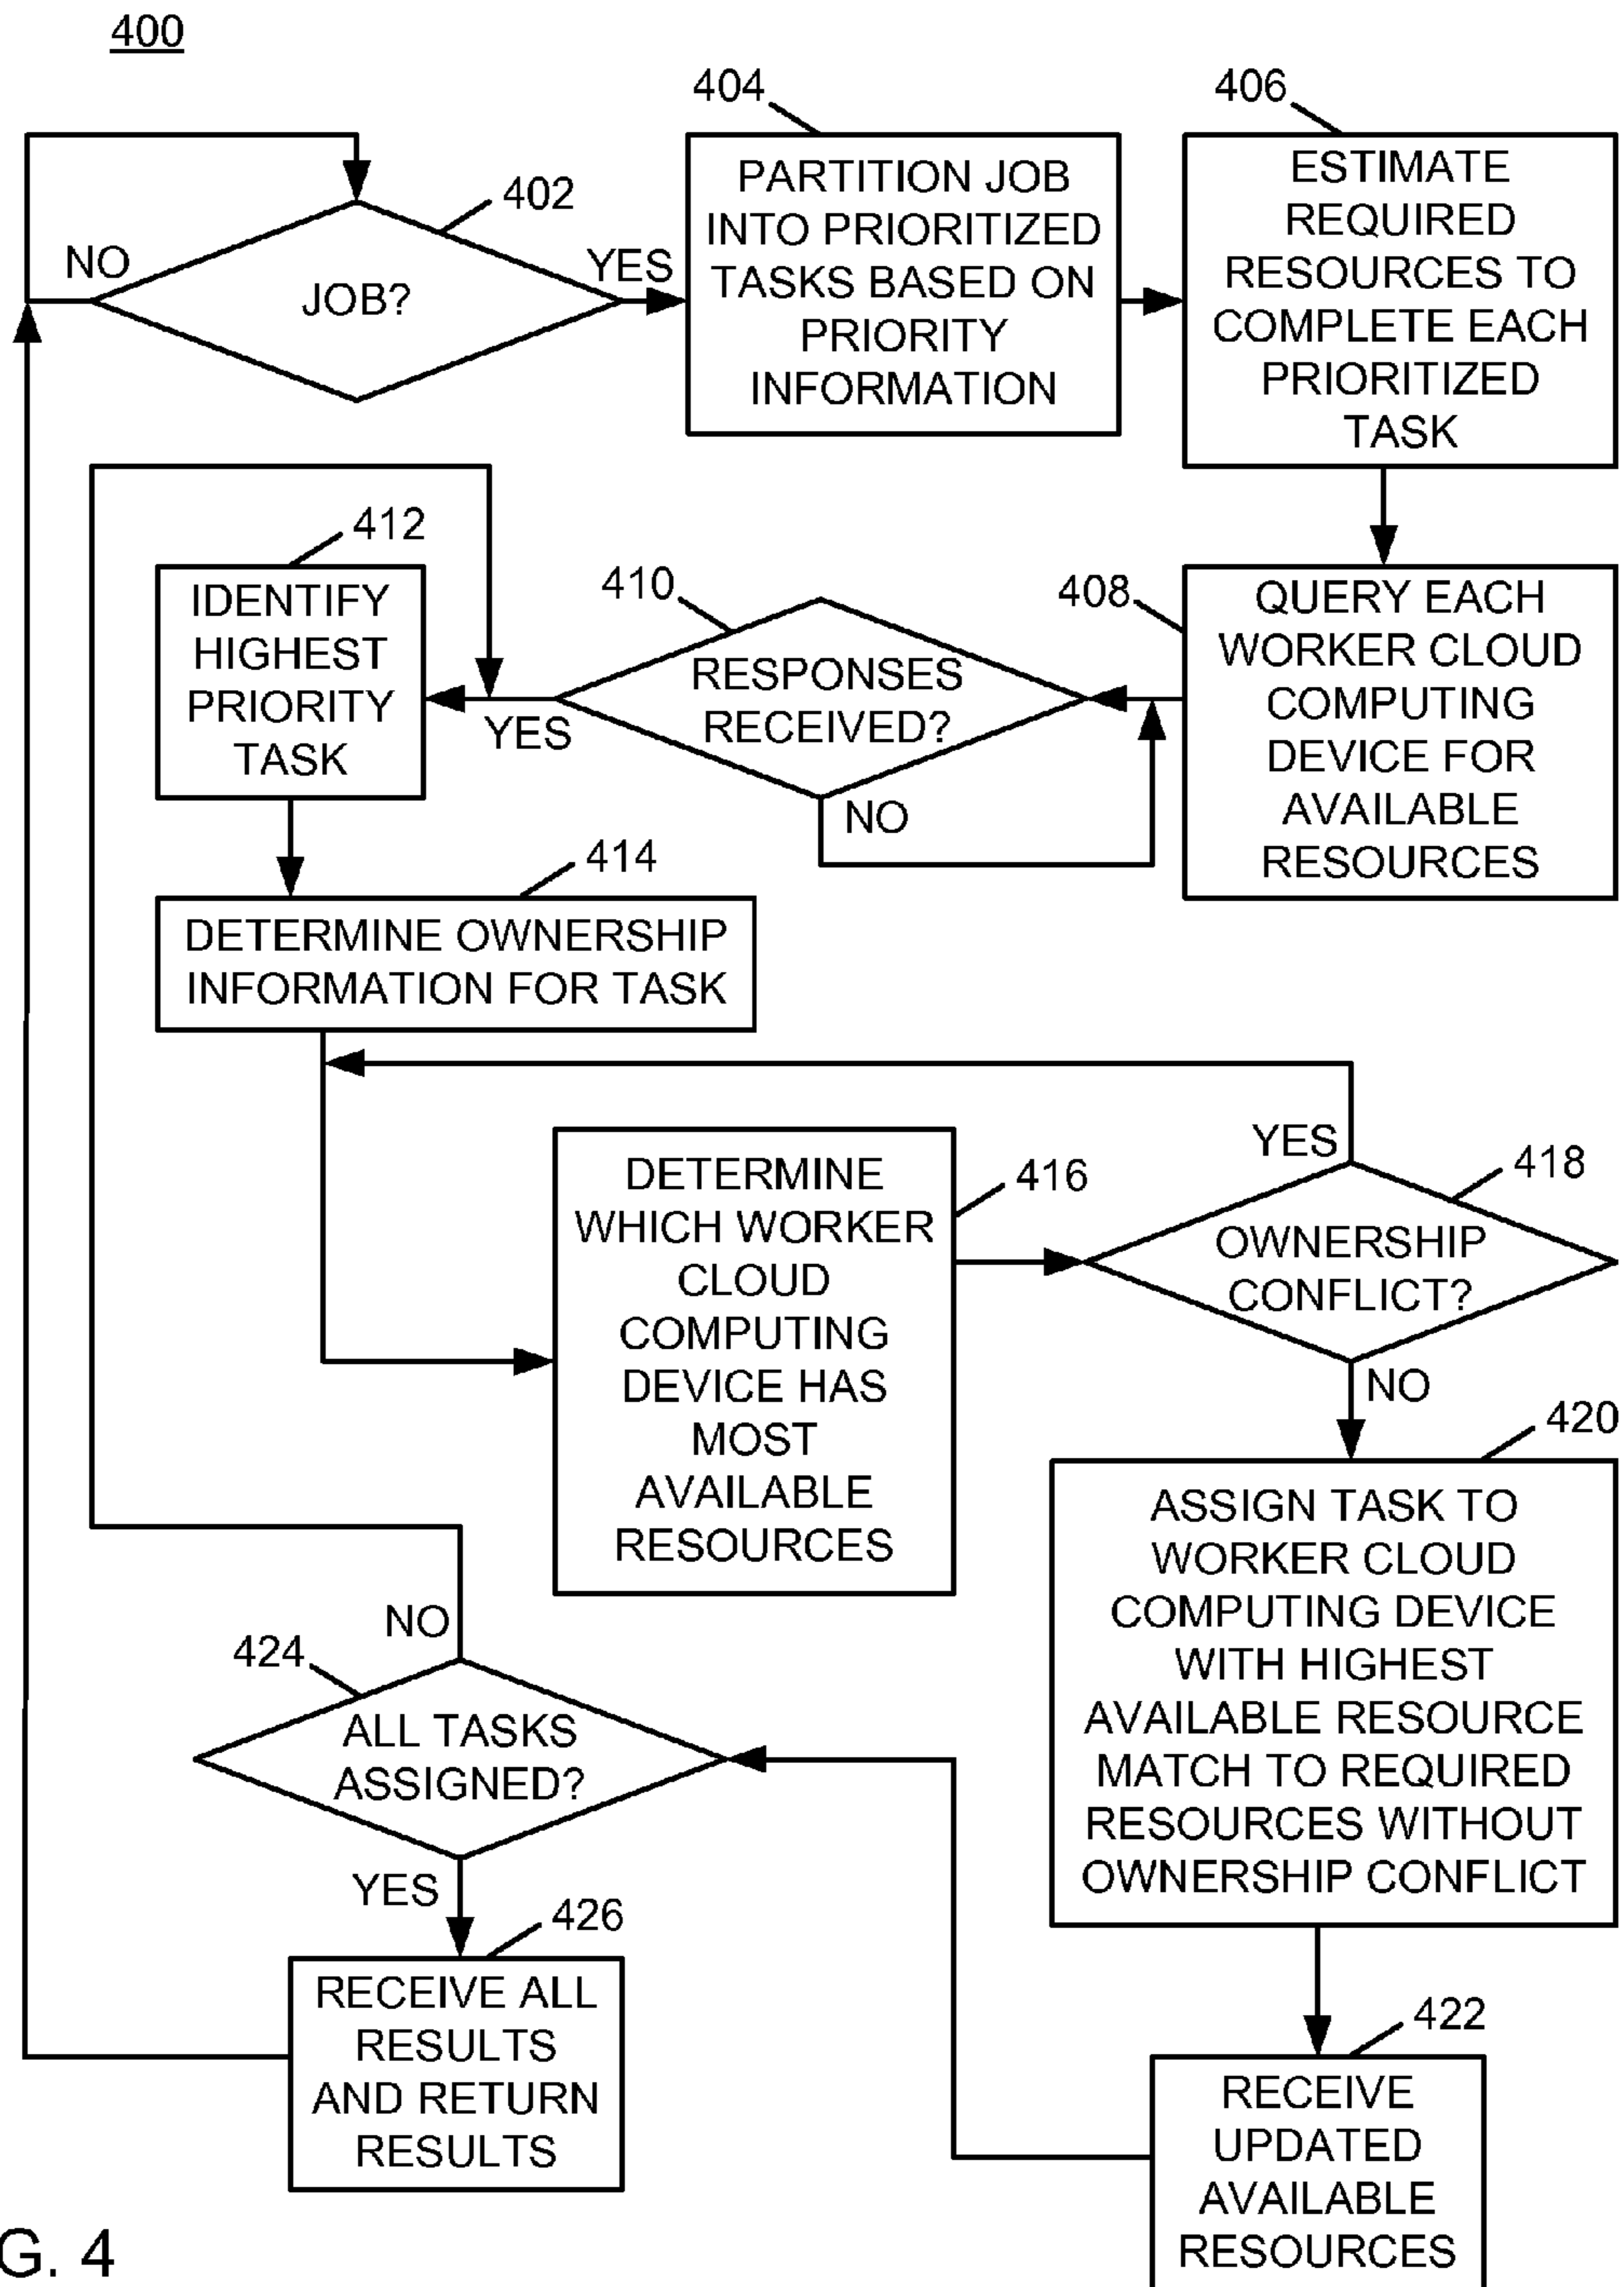 400
404
406
402
NO
YES
JOB?
PARTITION JOB
INTO PRIORITIZED
TASKS BASED ON
PRIORITY
INFORMATION
ESTIMATE
REQUIRED
RESOURCES TO
COMPLETE EACH
PRIORITIZED
TASK
412
410
408
IDENTIFY
HIGHEST
PRIORITY
TASK
YES
RESPONSES
RECEIVED?
NO
QUERY EACH
WORKER CLOUD
COMPUTING
DEVICE FOR
AVAILABLE
RESOURCES
414
DETERMINE OWNERSHIP
INFORMATION FOR TASK
416
DETERMINE
WHICH WORKER
CLOUD
COMPUTING
DEVICE HAS
MOST
AVAILABLE
RESOURCES
YES
418
OWNERSHIP
CONFLICT?
NO
420
ASSIGN TASK TO
WORKER CLOUD
COMPUTING DEVICE
WITH HIGHEST
AVAILABLE RESOURCE
MATCH TO REQUIRED
RESOURCES WITHOUT
OWNERSHIP CONFLICT
NO
424
ALL TASKS
ASSIGNED?
YES
426
RECEIVE ALL
RESULTS
AND RETURN
RESULTS
422
RECEIVE
UPDATED
AVAILABLE
RESOURCES
G. 4